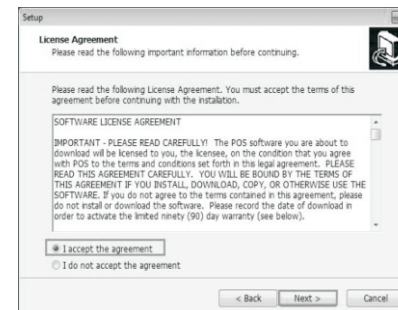 Setup
License Agreement
Please read the following important information before continuing.
Please read the following License Agreement. You must accept the terms of this
agreement before continuing with the installation.
SOFTWARE LICENSE AGREEMENT
IMPORTANT - PLEASE READ CAREFULLY! The POS software you are about to
download will be licensed to you, the licensee, on the condition that you agree
with POS to the terms and conditions set forth in this legal agreement. PLEASE
READ THIS AGREEMENT CAREFULLY. YOU WILL BE BOUND BY THE TERMS OF
THIS AGREEMENT IF YOU INSTALL, DOWNLOAD, COPY, OR OTHERWISE USE THE
SOFTWARE. If you do not agree to the terms contained in this agreement, please
do not install or download the software. Please record the date of download in
order to activate the limited ninety (90) day warranty (see below).
I accept the agreement
I do not accept the agreement
< Back
Next >
Cancel